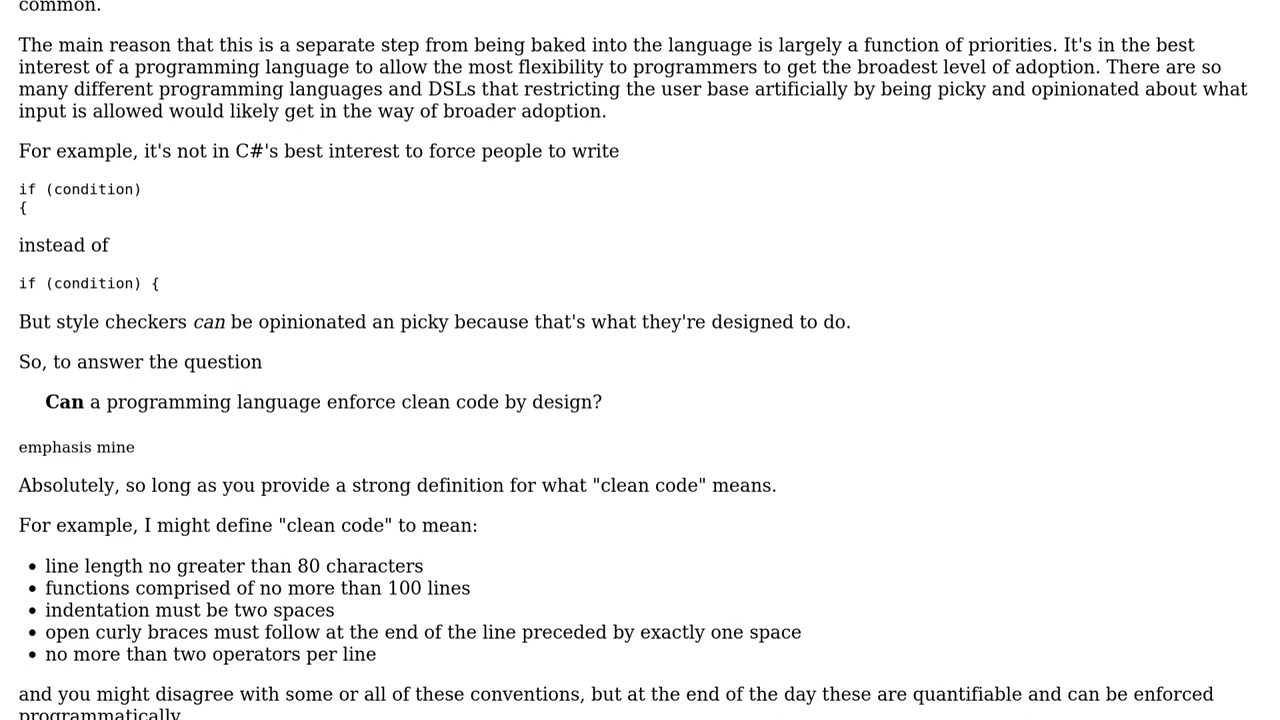 common.
The main reason that this is a separate step from being baked into the language is largely a function of priorities. It's in the best
interest of a programming language to allow the most flexibility to programmers to get the broadest level of adoption. There are so
many different programming languages and DSLs that restricting the user base artificially by being picky and opinionated about what
input is allowed would likely get in the way of broader adoption.
For example, it's not in C#'s best interest to force people to write
if (condition)
{
instead of
if (condition) {
But style checkers can be opinionated an picky because that's what they're designed to do.
So, to answer the question
Can a programming language enforce clean code by design?
emphasis mine
Absolutely, so long as you provide a strong definition for what "clean code" means.
For example, I might define "clean code" to mean:
• line length no greater than 80 characters
• functions comprised of no more than 100 lines
• indentation must be two spaces
• open curly braces must follow at the end of the line preceded by exactly one space
• no more than two operators per line
and you might disagree with some or all of these conventions, but at the end of the day these are quantifiable and can be enforced
programmatically.